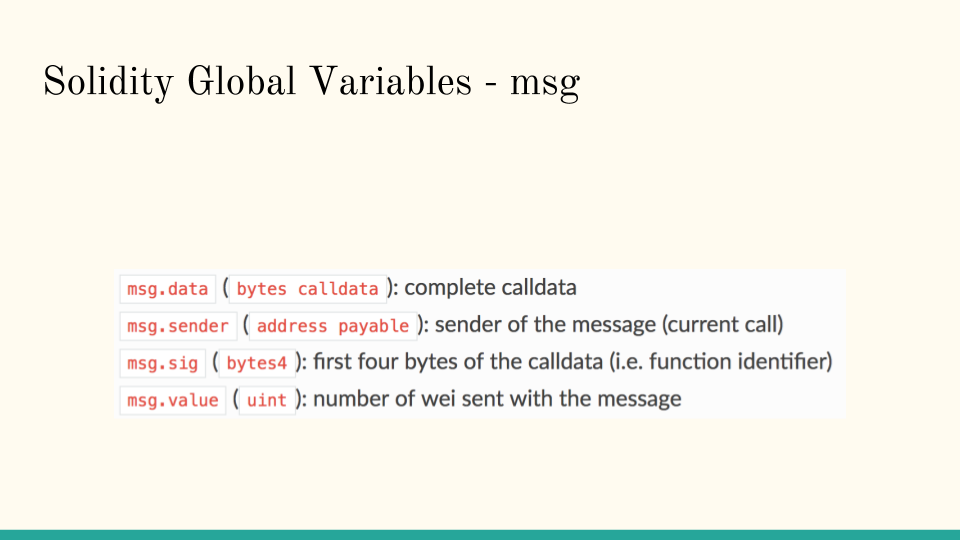 Solidity Global Variables - msg
msg.data ( bytes calldata ): complete calldata
msg.sender ( address payable ): sender of the message (current call)
msg.sig ( bytes4 ): first four bytes of the calldata (i.e. function identifier)
msg.value ( uint ): number of wei sent with the message